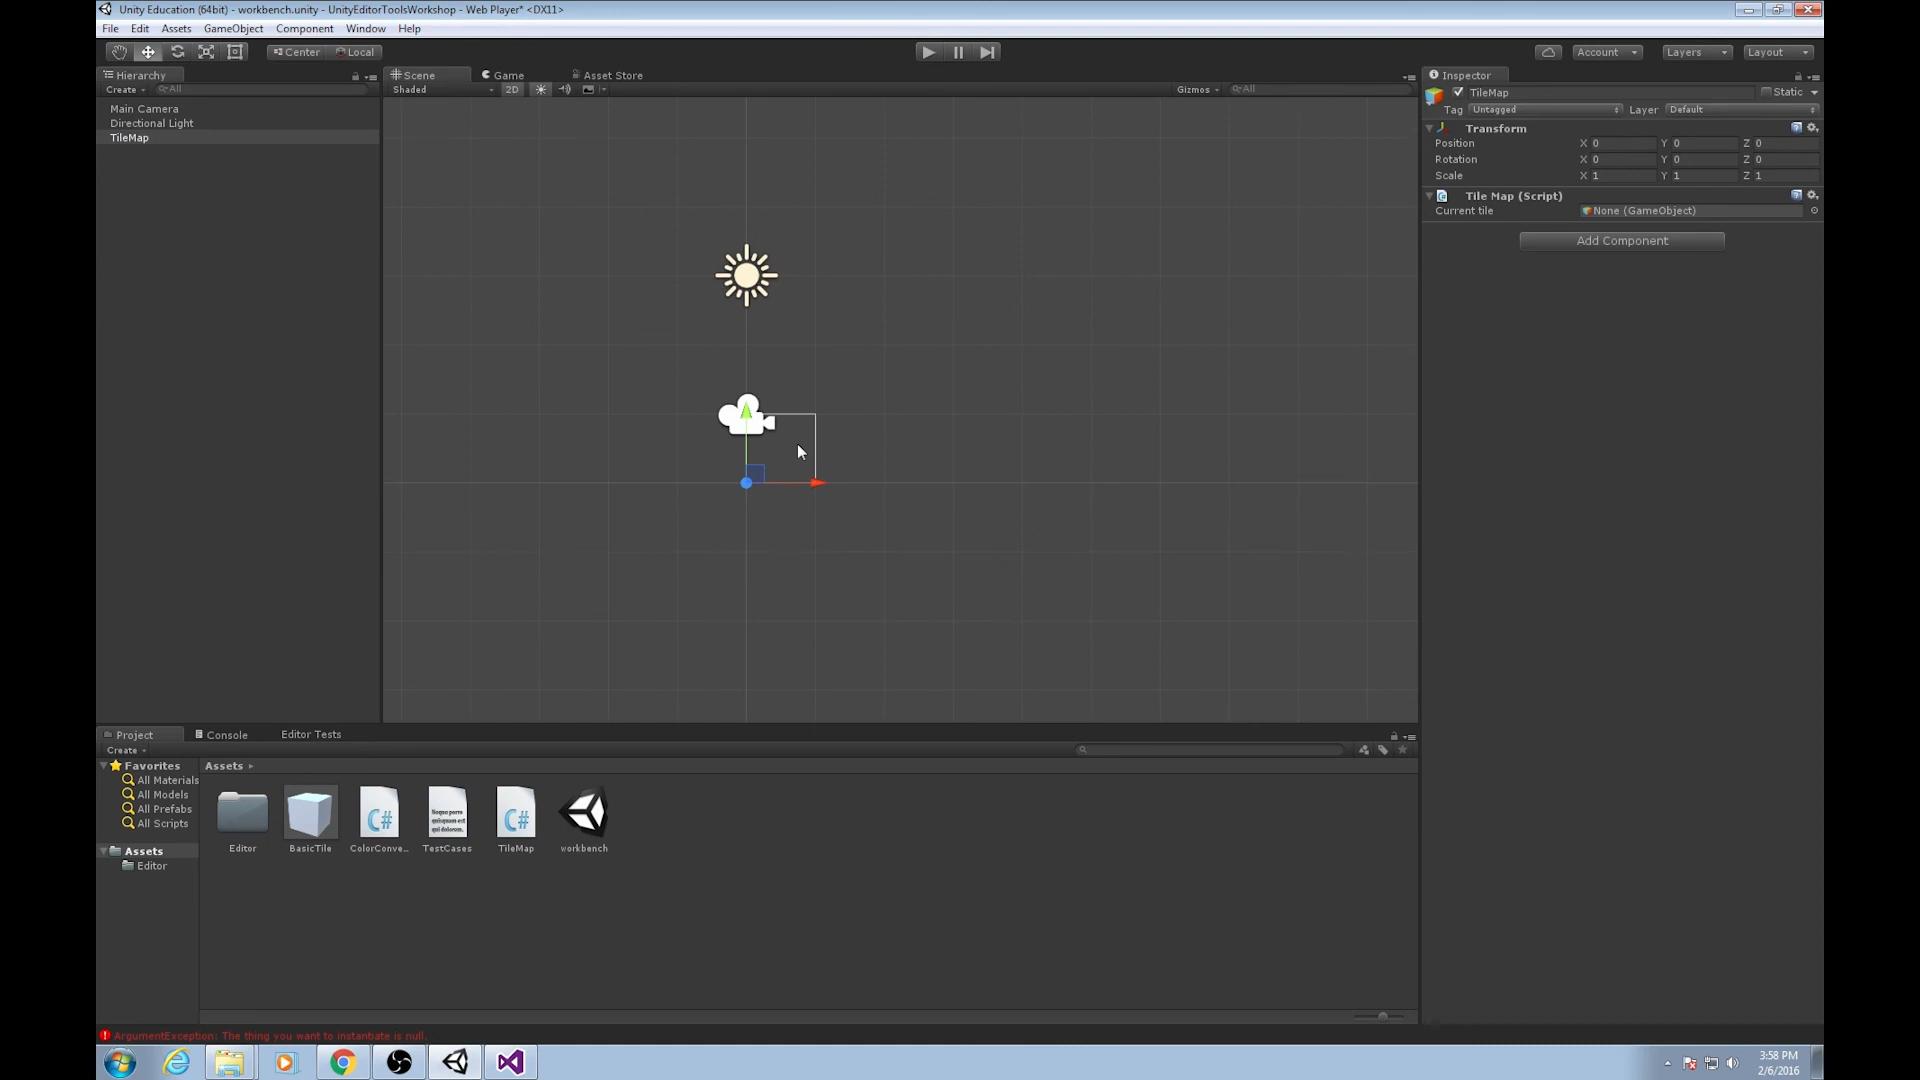 Unity Education (64bit) - workbench.unity - UnityEditorToolsWorkshop - Web Player* <DX11>
File Edit Assets GameObject Component Window Help
Center Local Account Layers Layout
Hierarchy
Create All
Main Camera
Directional Light
TileMap
Scene Game Asset Store
Shaded 2D Gizmos All
Inspector
TileMap Static
Tag Untagged Layer Default
Transform
Position X 0 Y 0 Z 0
Rotation X 0 Y 0 Z 0
Scale X 1 Y 1 Z 1
Tile Map (Script)
Current tile None (GameObject)
Add Component
Project Console Editor Tests
Create
Favorites
All Materials
All Models
All Prefabs
All Scripts
Assets
Editor
Assets
C# C#
Editor BasicTile ColorConve... TestCases TileMap workbench
ArgumentException: The thing you want to instantiate is null.
3:58 PM
2/6/2016